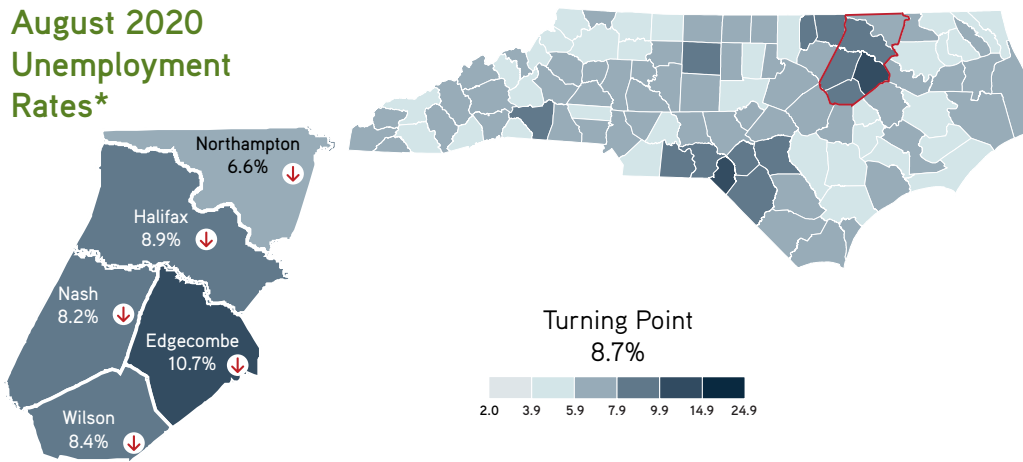 August 2020
Unemployment
Rates*
Northampton
6.6%
Halifax
8.9%
Nash
8.2%
Edgecombe
10.7%
Wilson
8.4%
Turning Point
8.7%
2.0 3.9 5.9 7.9 9.9 14.9 24.9